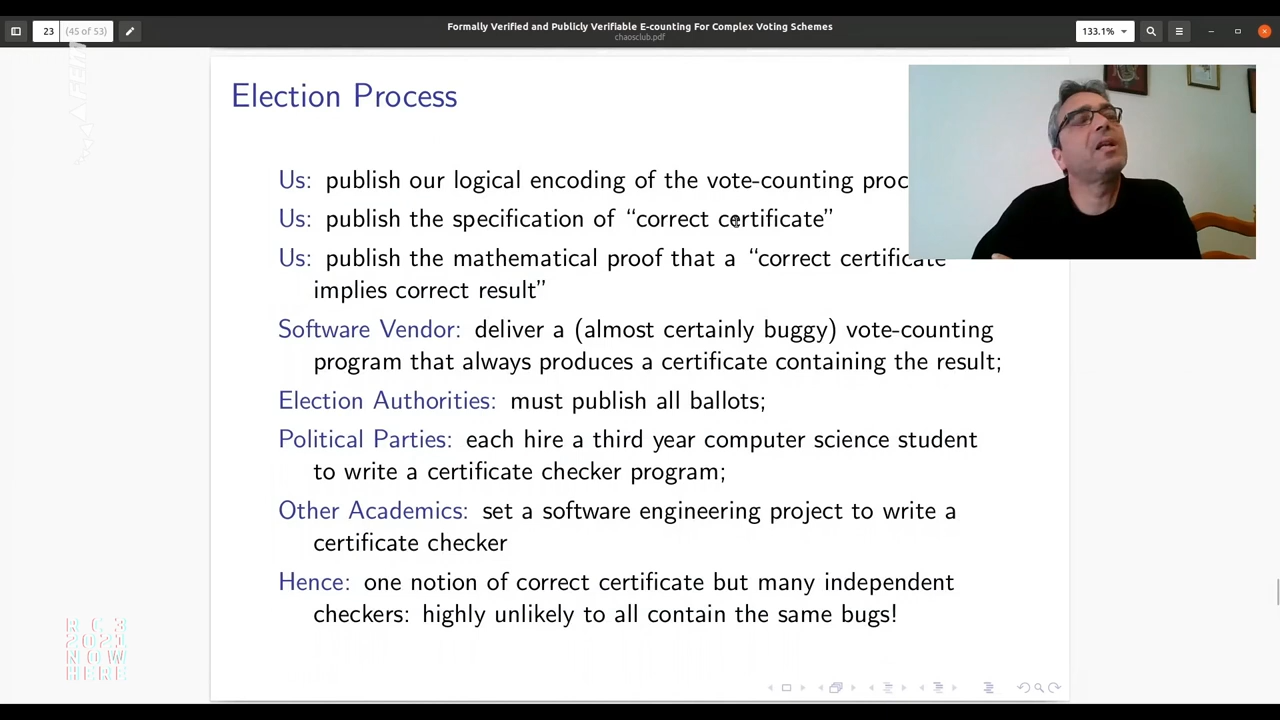 23
(45 of 53)
Formally Verified and Publicly Verifiable E-counting For Complex Voting Schemes
chaosclub.pdf
133.1%
Election Process
Us: publish our logical encoding of the vote-counting proc
Us: publish the specification of “correct certificate”
Us: publish the mathematical proof that a “correct certificate
implies correct result”
Software Vendor: deliver a (almost certainly buggy) vote-counting
program that always produces a certificate containing the result;
Election Authorities: must publish all ballots;
Political Parties: each hire a third year computer science student
to write a certificate checker program;
Other Academics: set a software engineering project to write a
certificate checker
Hence: one notion of correct certificate but many independent
checkers: highly unlikely to all contain the same bugs!
RC3
2021
NOW
HERE